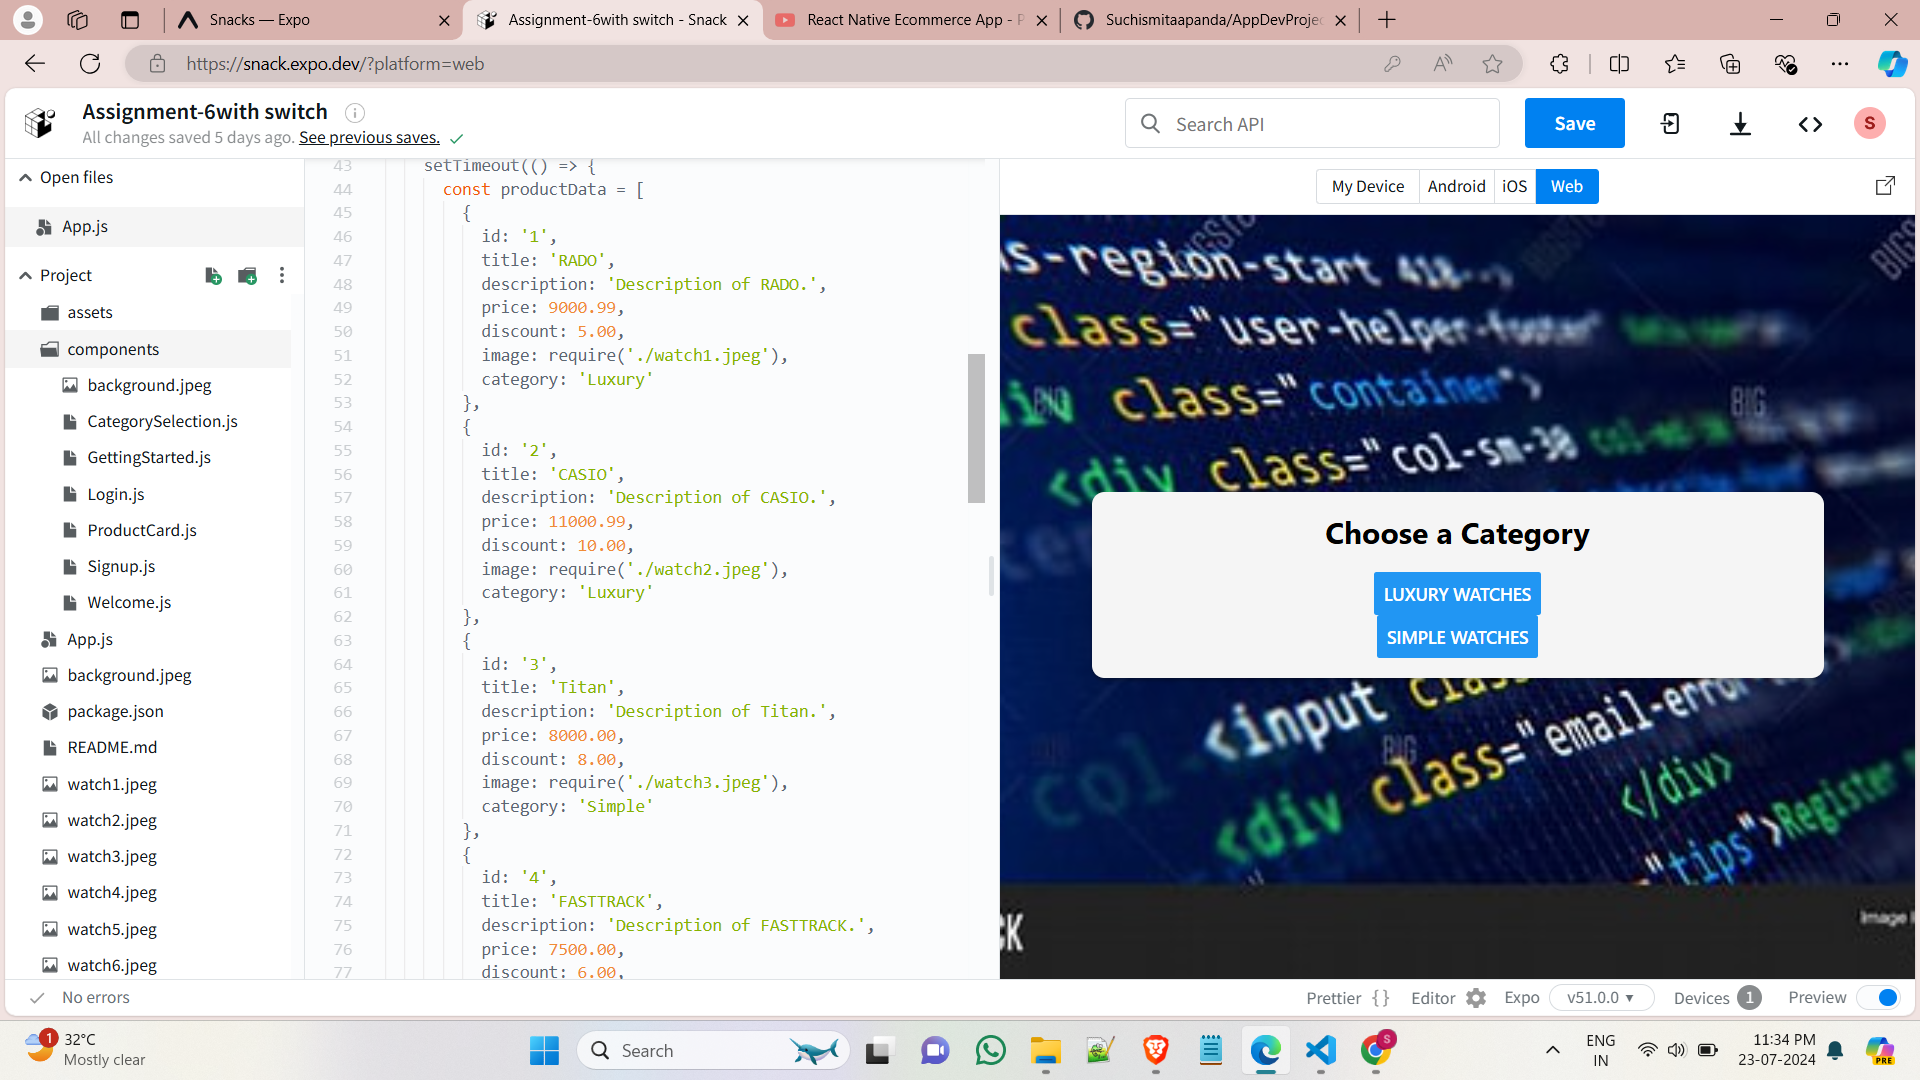 Snacks — Expo
Assignment-6with switch - Snack
React Native Ecommerce App - P
Suchismitaapanda/AppDevProjec
https://snack.expo.dev/?platform=web
Assignment-6with switch
All changes saved 5 days ago. See previous saves.
Search API
Save
S
Open files
App.js
Project
assets
components
background.jpeg
CategorySelection.js
GettingStarted.js
Login.js
ProductCard.js
Signup.js
Welcome.js
App.js
background.jpeg
package.json
README.md
watch1.jpeg
watch2.jpeg
watch3.jpeg
watch4.jpeg
watch5.jpeg
watch6.jpeg
43 setTimeout(() => {
44 const productData = [
45 {
46 id: '1',
47 title: 'RADO',
48 description: 'Description of RADO.',
49 price: 9000.99,
50 discount: 5.00,
51 image: require('./watch1.jpeg'),
52 category: 'Luxury'
53 },
54 {
55 id: '2',
56 title: 'CASIO',
57 description: 'Description of CASIO.',
58 price: 11000.99,
59 discount: 10.00,
60 image: require('./watch2.jpeg'),
61 category: 'Luxury'
62 },
63 {
64 id: '3',
65 title: 'Titan',
66 description: 'Description of Titan.',
67 price: 8000.00,
68 discount: 8.00,
69 image: require('./watch3.jpeg'),
70 category: 'Simple'
71 },
72 {
73 id: '4',
74 title: 'FASTTRACK',
75 description: 'Description of FASTTRACK.',
76 price: 7500.00,
77 discount: 6.00,
My Device Android iOS Web
s-region-start
class="user-helper-footer"
class="container">
<div class="col-sm-30
Choose a Category
LUXURY WATCHES
SIMPLE WATCHES
<input class=
<div class="email-error
</div>
"tips">Register
CK
Image
No errors
Prettier {} Editor Expo v51.0.0 Devices 1 Preview
1
32°C
Mostly clear
Search
ENG
IN
11:34 PM
23-07-2024
PRE